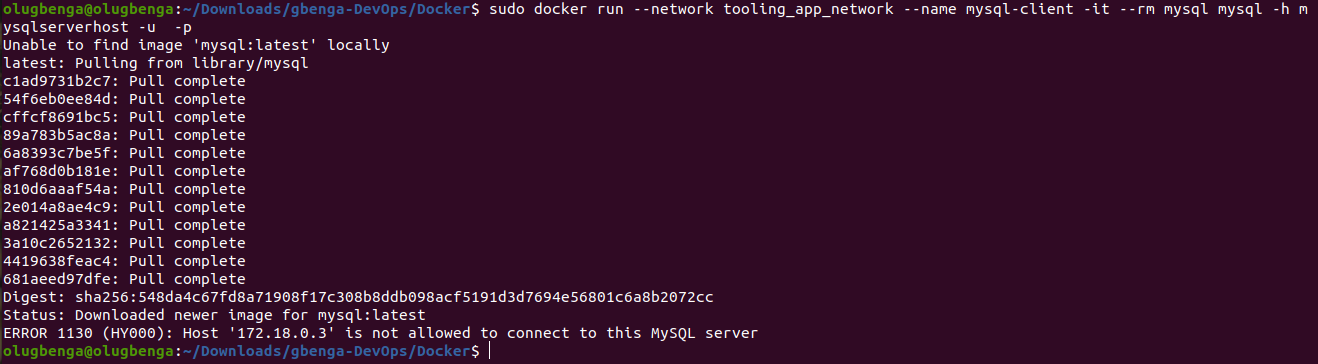 olugbenga@olugbenga:~/Downloads/gbenga-DevOps/Docker$ sudo docker run --network tooling_app_network --name mysql-client -it --rm mysql mysql -h m
ysqlserverhost -u  -p
Unable to find image 'mysql:latest' locally
latest: Pulling from library/mysql
c1ad9731b2c7: Pull complete
54f6eb0ee84d: Pull complete
cffcf8691bc5: Pull complete
89a783b5ac8a: Pull complete
6a8393c7be5f: Pull complete
af768d0b181e: Pull complete
810d6aaaf54a: Pull complete
2e014a8ae4c9: Pull complete
a821425a3341: Pull complete
3a10c2652132: Pull complete
4419638feac4: Pull complete
681aeed97dfe: Pull complete
Digest: sha256:548da4c67fd8a71908f17c308b8ddb098acf5191d3d7694e56801c6a8b2072cc
Status: Downloaded newer image for mysql:latest
ERROR 1130 (HY000): Host '172.18.0.3' is not allowed to connect to this MySQL server
olugbenga@olugbenga:~/Downloads/gbenga-DevOps/Docker$